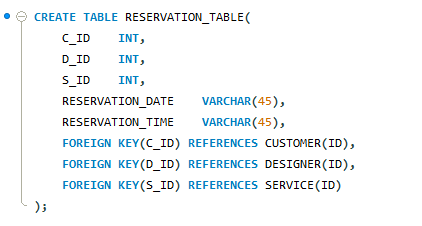 CREATE TABLE RESERVATION_TABLE(
    C_ID    INT,
    D_ID    INT,
    S_ID    INT,
    RESERVATION_DATE    VARCHAR(45),
    RESERVATION_TIME    VARCHAR(45),
    FOREIGN KEY(C_ID) REFERENCES CUSTOMER(ID),
    FOREIGN KEY(D_ID) REFERENCES DESIGNER(ID),
    FOREIGN KEY(S_ID) REFERENCES SERVICE(ID)
);